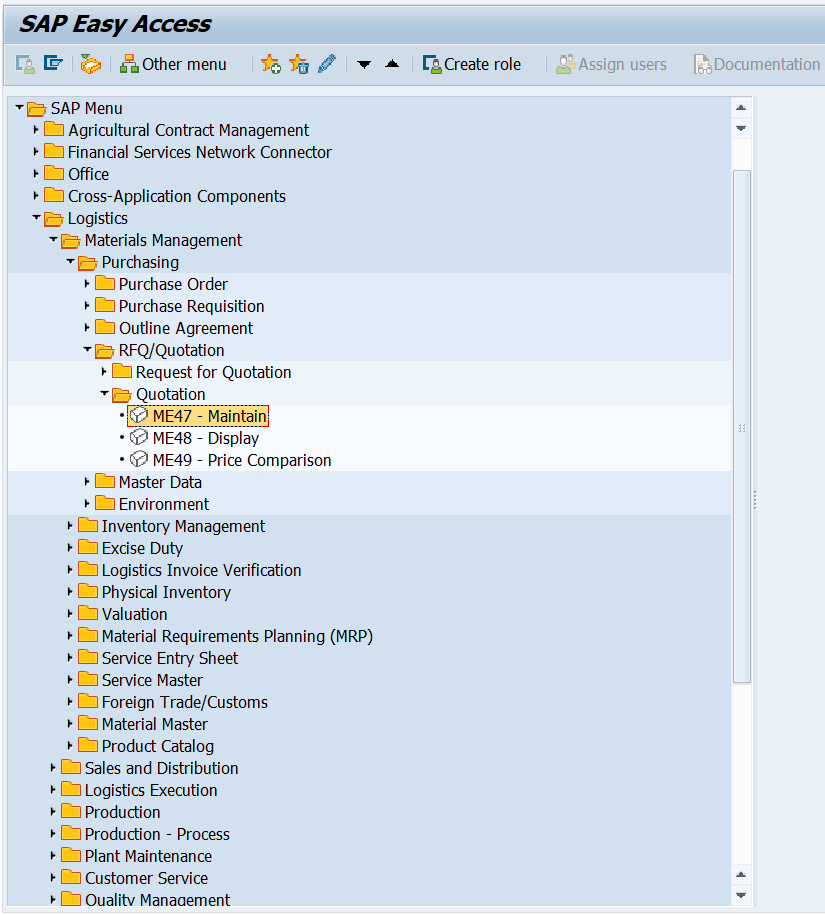 SAP Easy Access
Other menu Create role Assign users Documentation
SAP Menu
Agricultural Contract Management
Financial Services Network Connector
Office
Cross-Application Components
Logistics
Materials Management
Purchasing
Purchase Order
Purchase Requisition
Outline Agreement
RFQ/Quotation
Request for Quotation
Quotation
ME47 - Maintain
ME48 - Display
ME49 - Price Comparison
Master Data
Environment
Inventory Management
Excise Duty
Logistics Invoice Verification
Physical Inventory
Valuation
Material Requirements Planning (MRP)
Service Entry Sheet
Service Master
Foreign Trade/Customs
Material Master
Product Catalog
Sales and Distribution
Logistics Execution
Production
Production - Process
Plant Maintenance
Customer Service
Quality Management